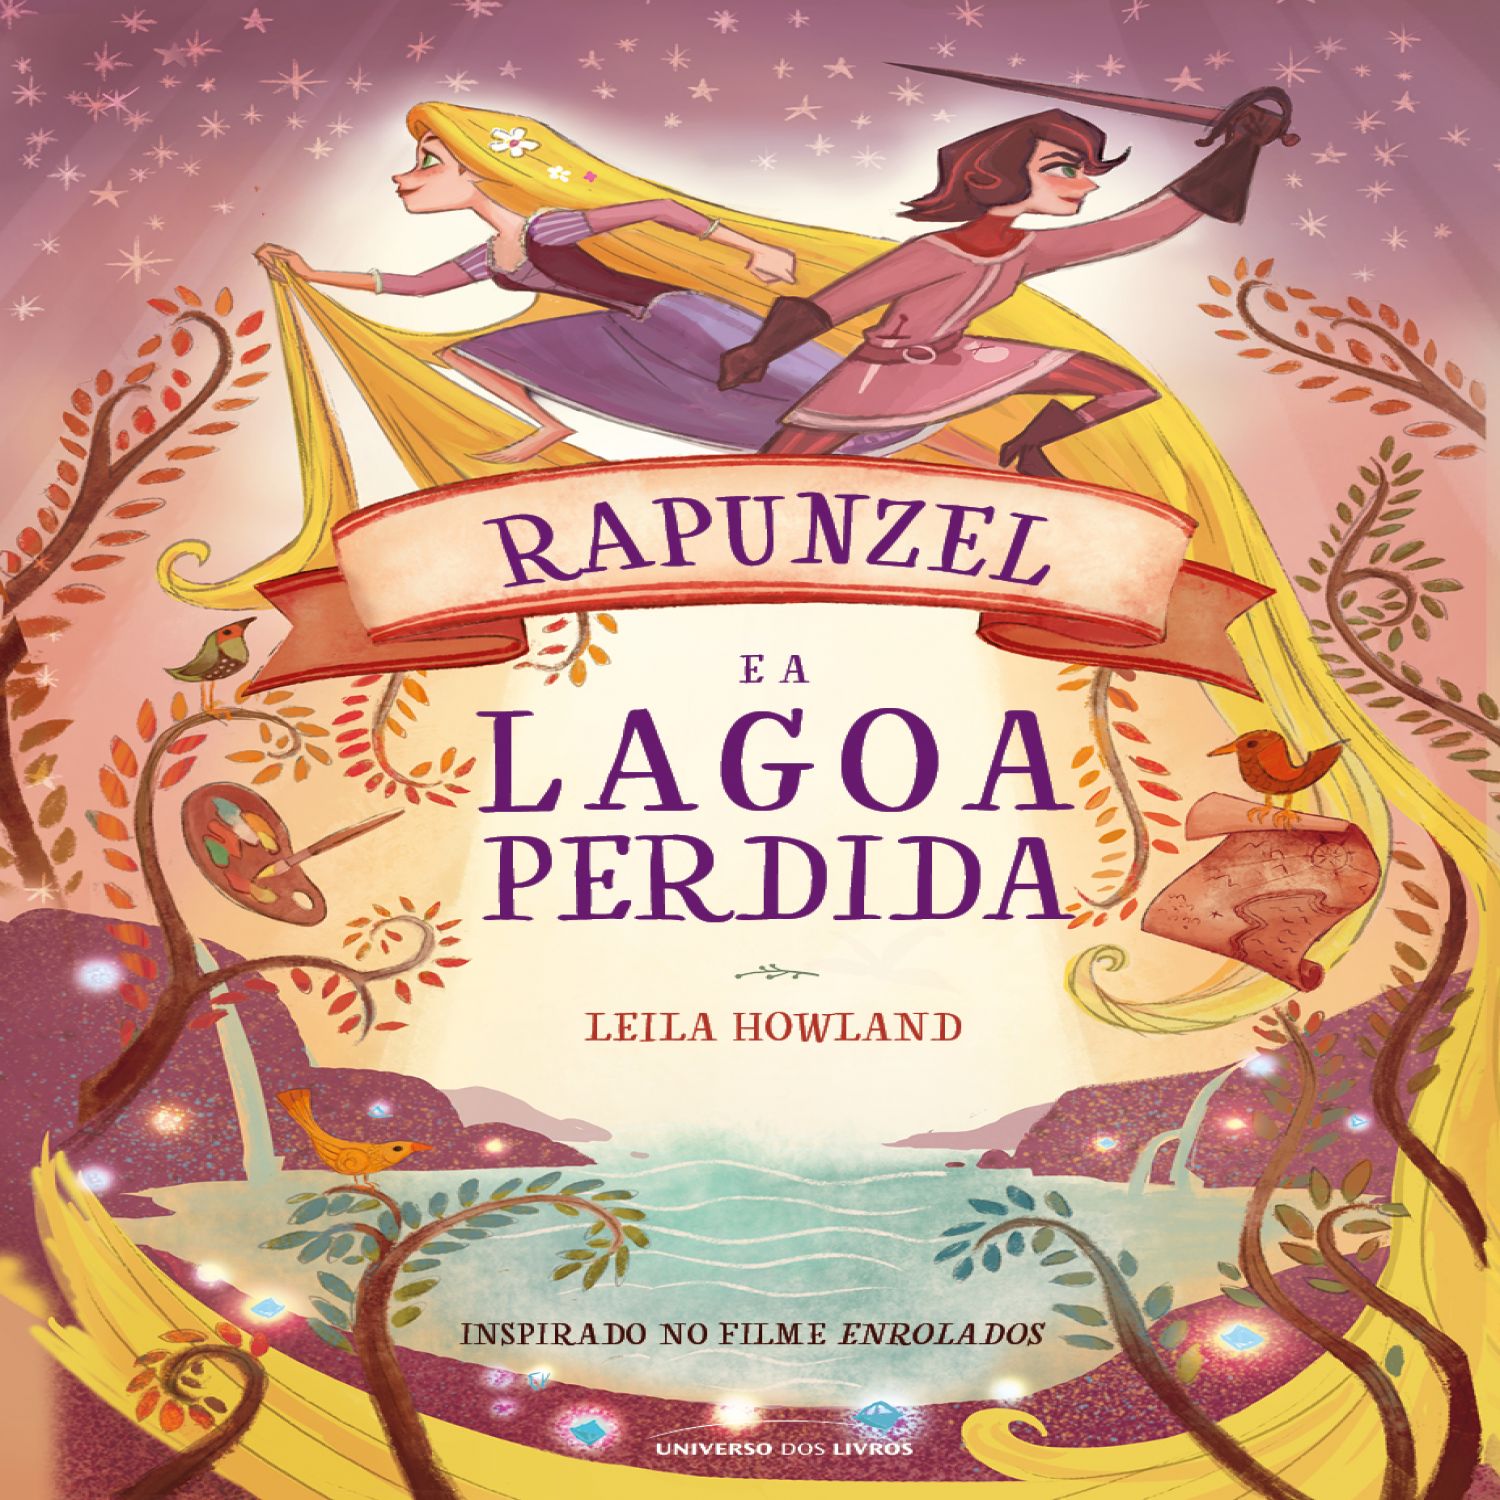 RAPUNZEL
E A
LAGOA
PERDIDA
LEILA HOWLAND
INSPIRADO NO FILME ENROLADOS
UNIVERSO DOS LIVROS